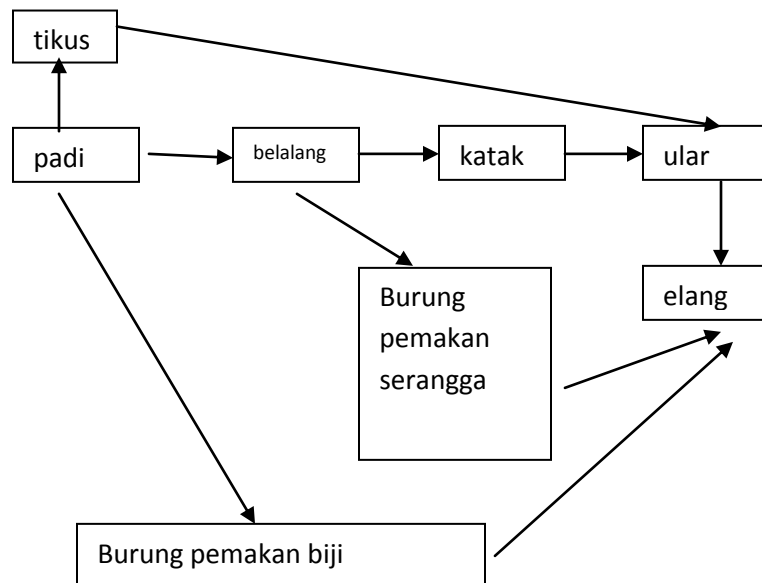 tikus
padi
belalang
katak
ular
Burung
pemakan
serangga
elang
Burung pemakan biji